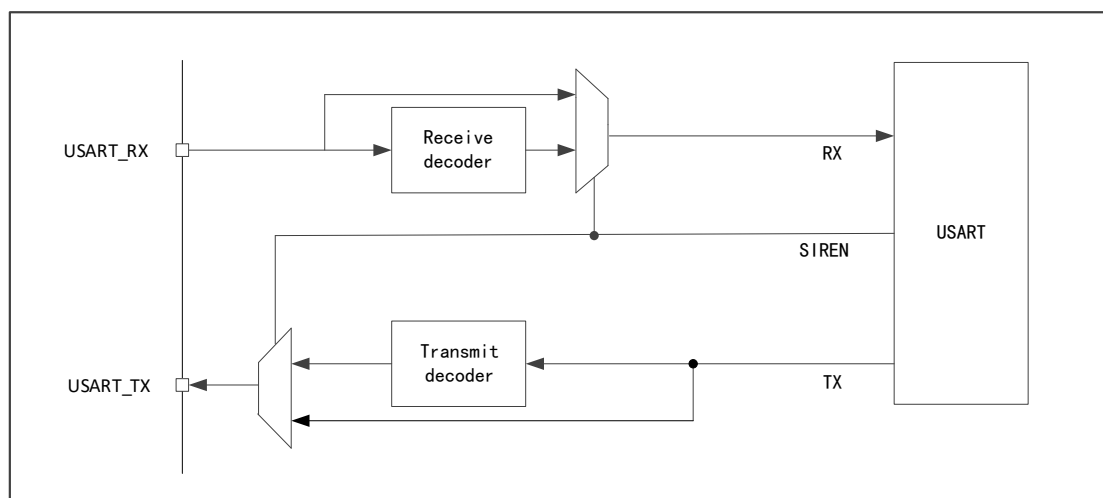 USART_RX
Receive
decoder
RX
SIREN
USART
Transmit
decoder
USART_TX
TX